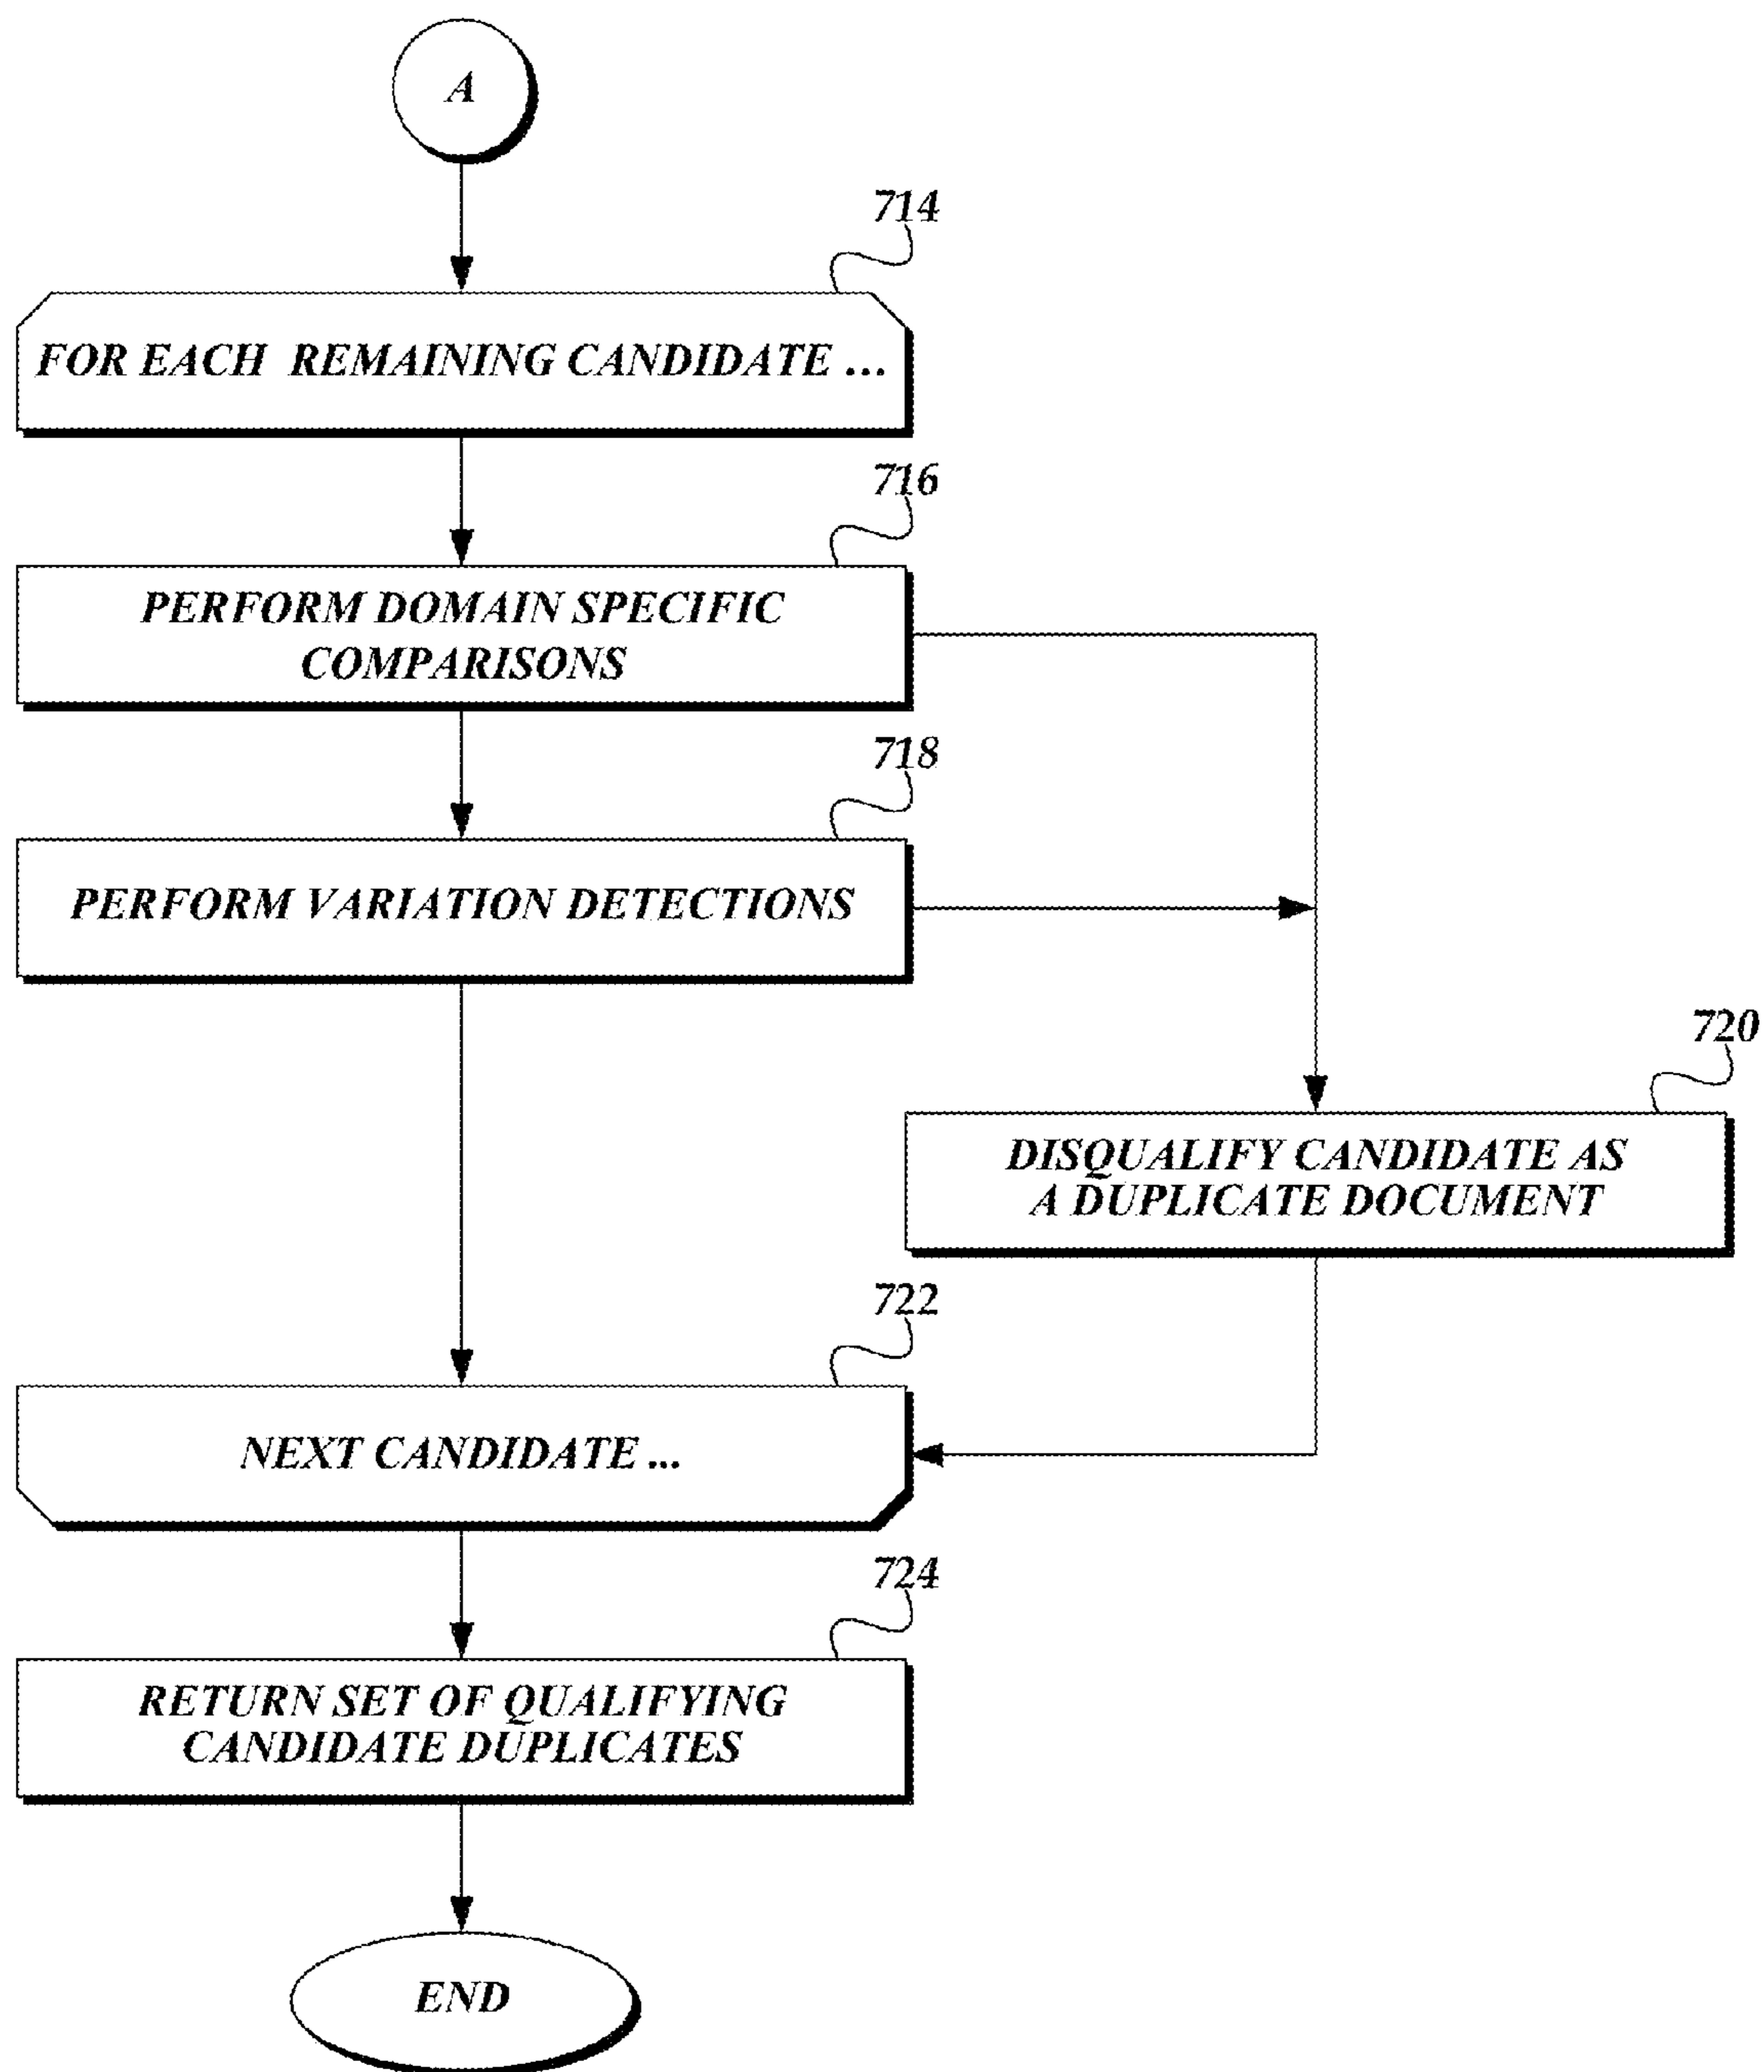 A
714
FOR EACH REMAINING CANDIDATE ...
716
PERFORM DOMAIN SPECIFIC
COMPARISONS
718
PERFORM VARIATION DETECTIONS
720
DISQUALIFY CANDIDATE AS
A DUPLICATE DOCUMENT
722
NEXT CANDIDATE ...
724
RETURN SET OF QUALIFYING
CANDIDATE DUPLICATES
END